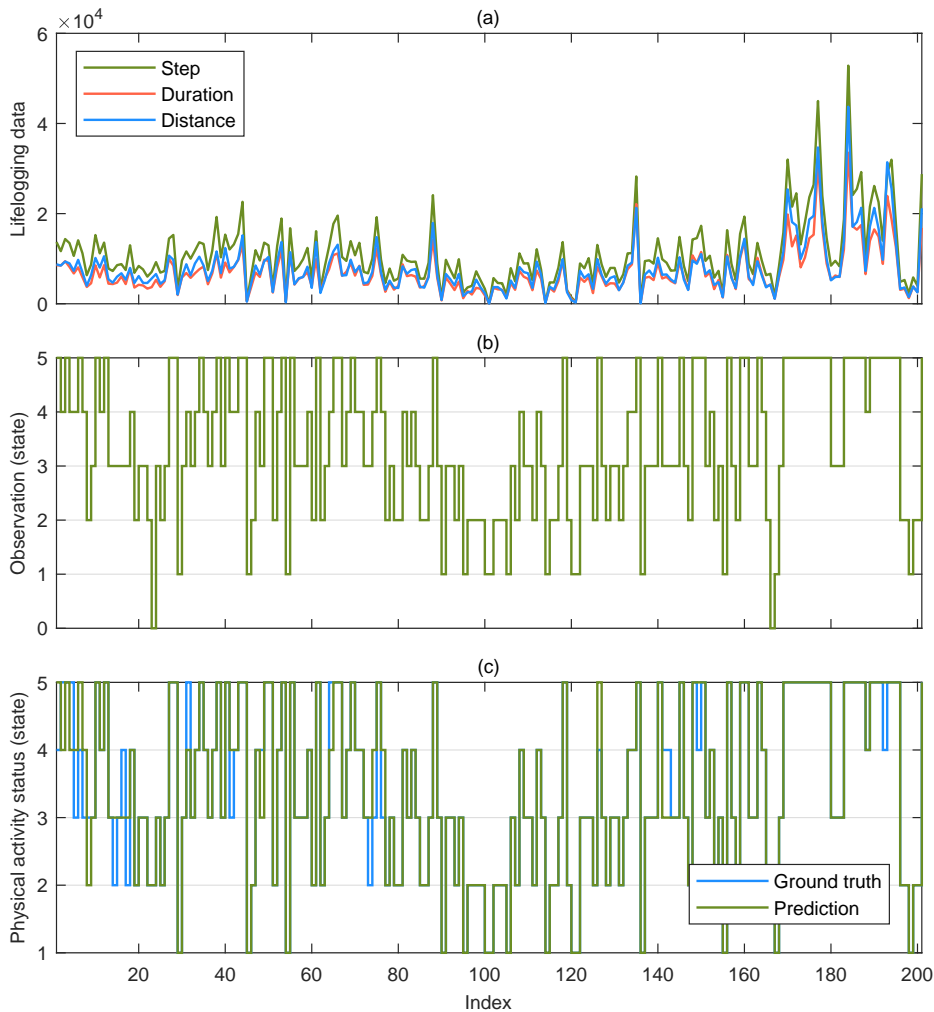 (a)
×10⁴
6
4
2
0
Lifelogging data
Step
Duration
Distance
(b)
5
4
3
2
1
0
Observation (state)
(c)
5
4
3
2
1
Physical activity status (state)
Ground truth
Prediction
20 40 60 80 100 120 140 160 180 200
Index